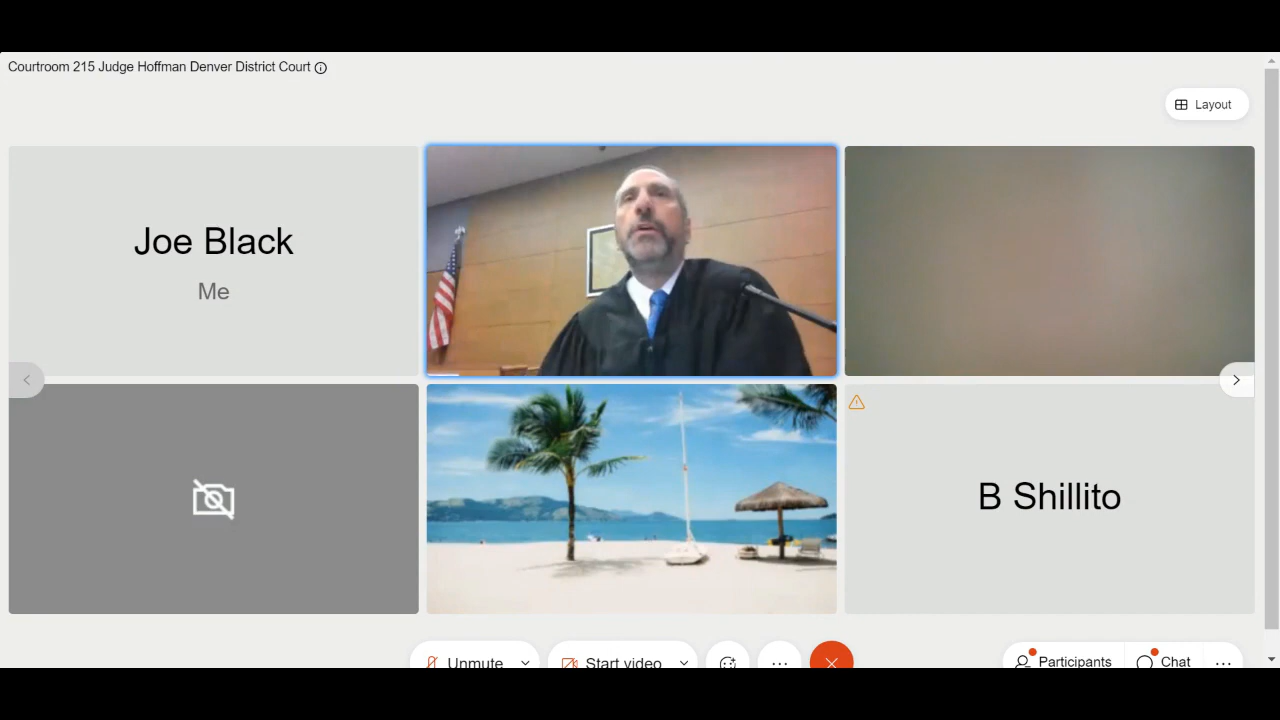 Courtroom 215 Judge Hoffman Denver District Court
Layout
Joe Black
Me
B Shillito
Unmute
Start video
Participants
Chat